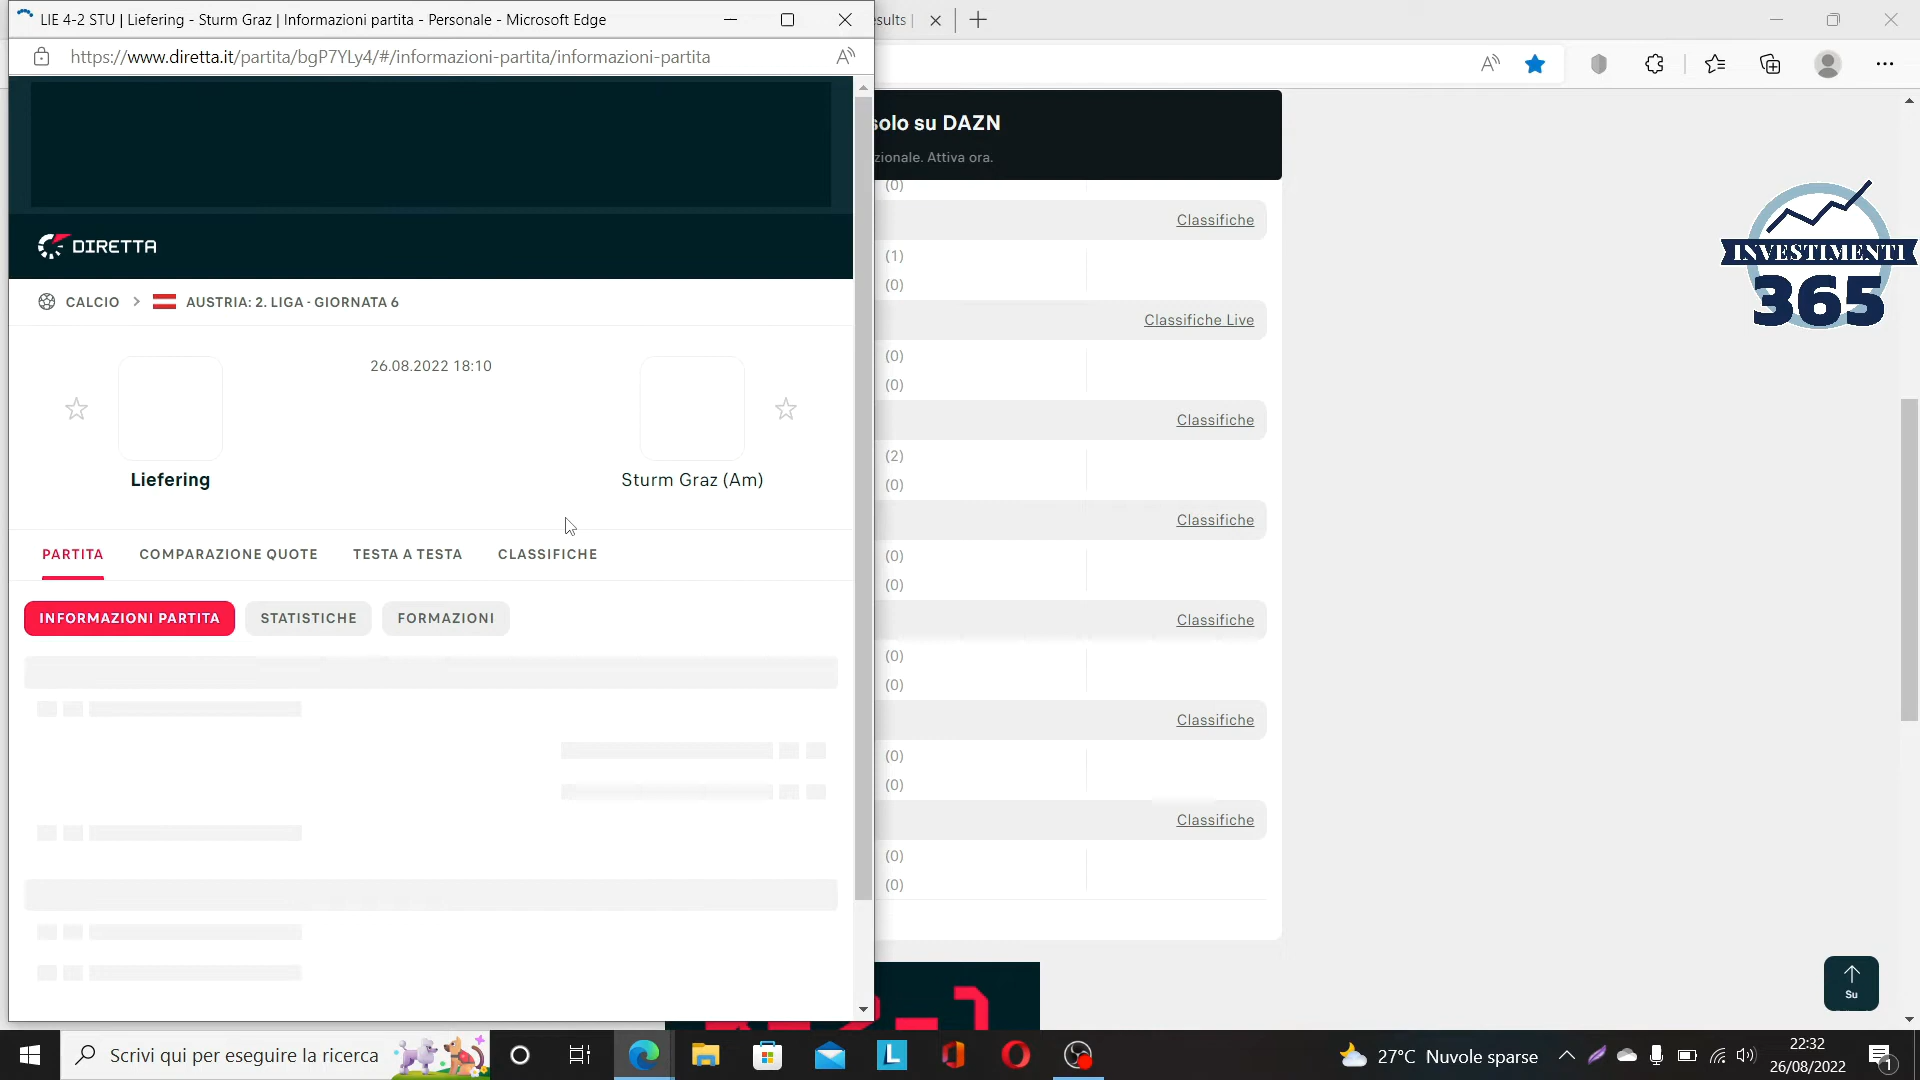 LIE 4-2 STU | Liefering - Sturm Graz | Informazioni partita - Personale - Microsoft Edge
https://www.diretta.it/partita/bgP7YLy4/#/informazioni-partita/informazioni-partita
DIRETTA
CALCIO > AUSTRIA: 2. LIGA - GIORNATA 6
26.08.2022 18:10
Liefering
Sturm Graz (Am)
PARTITA COMPARAZIONE QUOTE TESTA A TESTA CLASSIFICHE
INFORMAZIONI PARTITA STATISTICHE FORMAZIONI
esults |
solo su DAZN
zionale. Attiva ora.
(0)
Classifiche
(1)
(0)
Classifiche Live
(0)
(0)
Classifiche
(2)
(0)
Classifiche
(0)
(0)
Classifiche
(0)
(0)
Classifiche
(0)
(0)
Classifiche
(0)
(0)
INVESTIMENTI
365
Su
Scrivi qui per eseguire la ricerca
27°C Nuvole sparse
22:32
26/08/2022
1